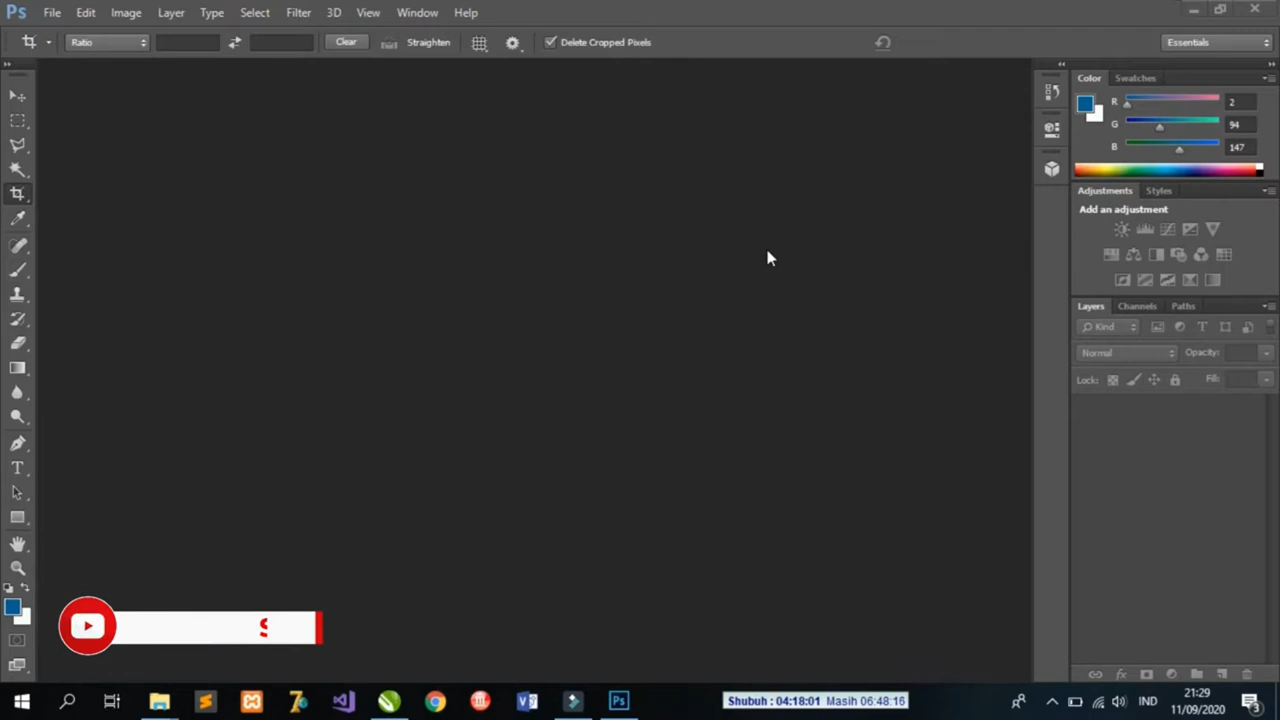 Ps File Edit Image Layer Type Select Filter 3D View Window Help
Ratio Clear Straighten Delete Cropped Pixels Essentials
Color Swatches
R 2
G 94
B 147
Adjustments Styles
Add an adjustment
Layers Channels Paths
Kind
Normal Opacity:
Lock: Fill:
S
Shubuh : 04:18:01 Masih 06:48:16
IND
21:29
11/09/2020
3
Ps